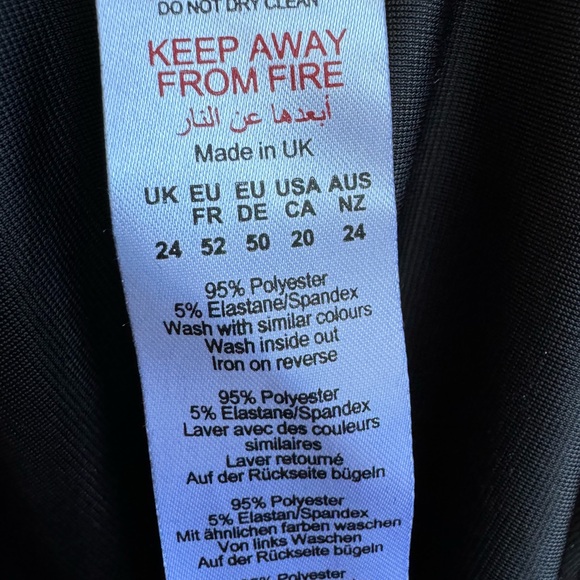 DO NOT DRY CLEAN
KEEP AWAY
FROM FIRE
أبعدها عن النار
Made in UK
UK EU EU USA AUS
FR DE CA NZ
24 52 50 20 24
95% Polyester
5% Elastane/Spandex
Wash with similar colours
Wash inside out
Iron on reverse
95% Polyester
5% Elastane/Spandex
Laver avec des couleurs
similaires
Laver retourné
Auf der Rückseite bügeln
95% Polyester
5% Elastan/Spandex
Mit ähnlichen farben waschen
Von links Waschen
Auf der Rückseite bügeln
Polyester